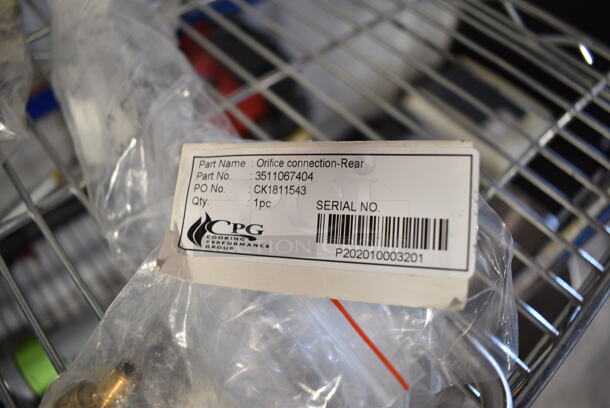 Part Name : Orifice connection-Rear
Part No. : 3511067404
PO No. : CK1811543
Qty. : 1pc
SERIAL NO.
CPG
COOKING
PERFORMANCE
GROUP
P202010003201